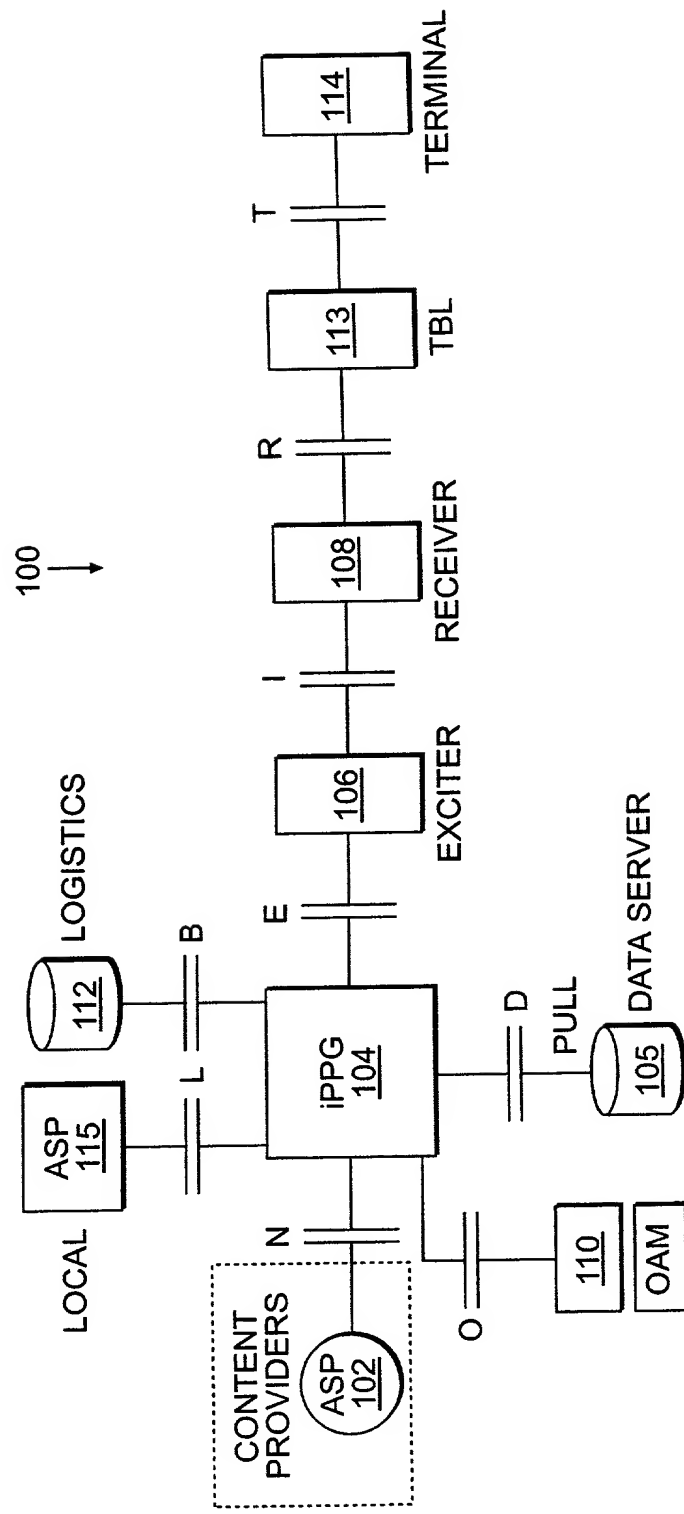 100
LOCAL
ASP
115
L
LOGISTICS
112
B
CONTENT
PROVIDERS
ASP
102
N
iPPG
104
E
106
EXCITER
I
108
RECEIVER
R
113
TBL
T
114
TERMINAL
O
110
OAM
D
PULL
105
DATA SERVER